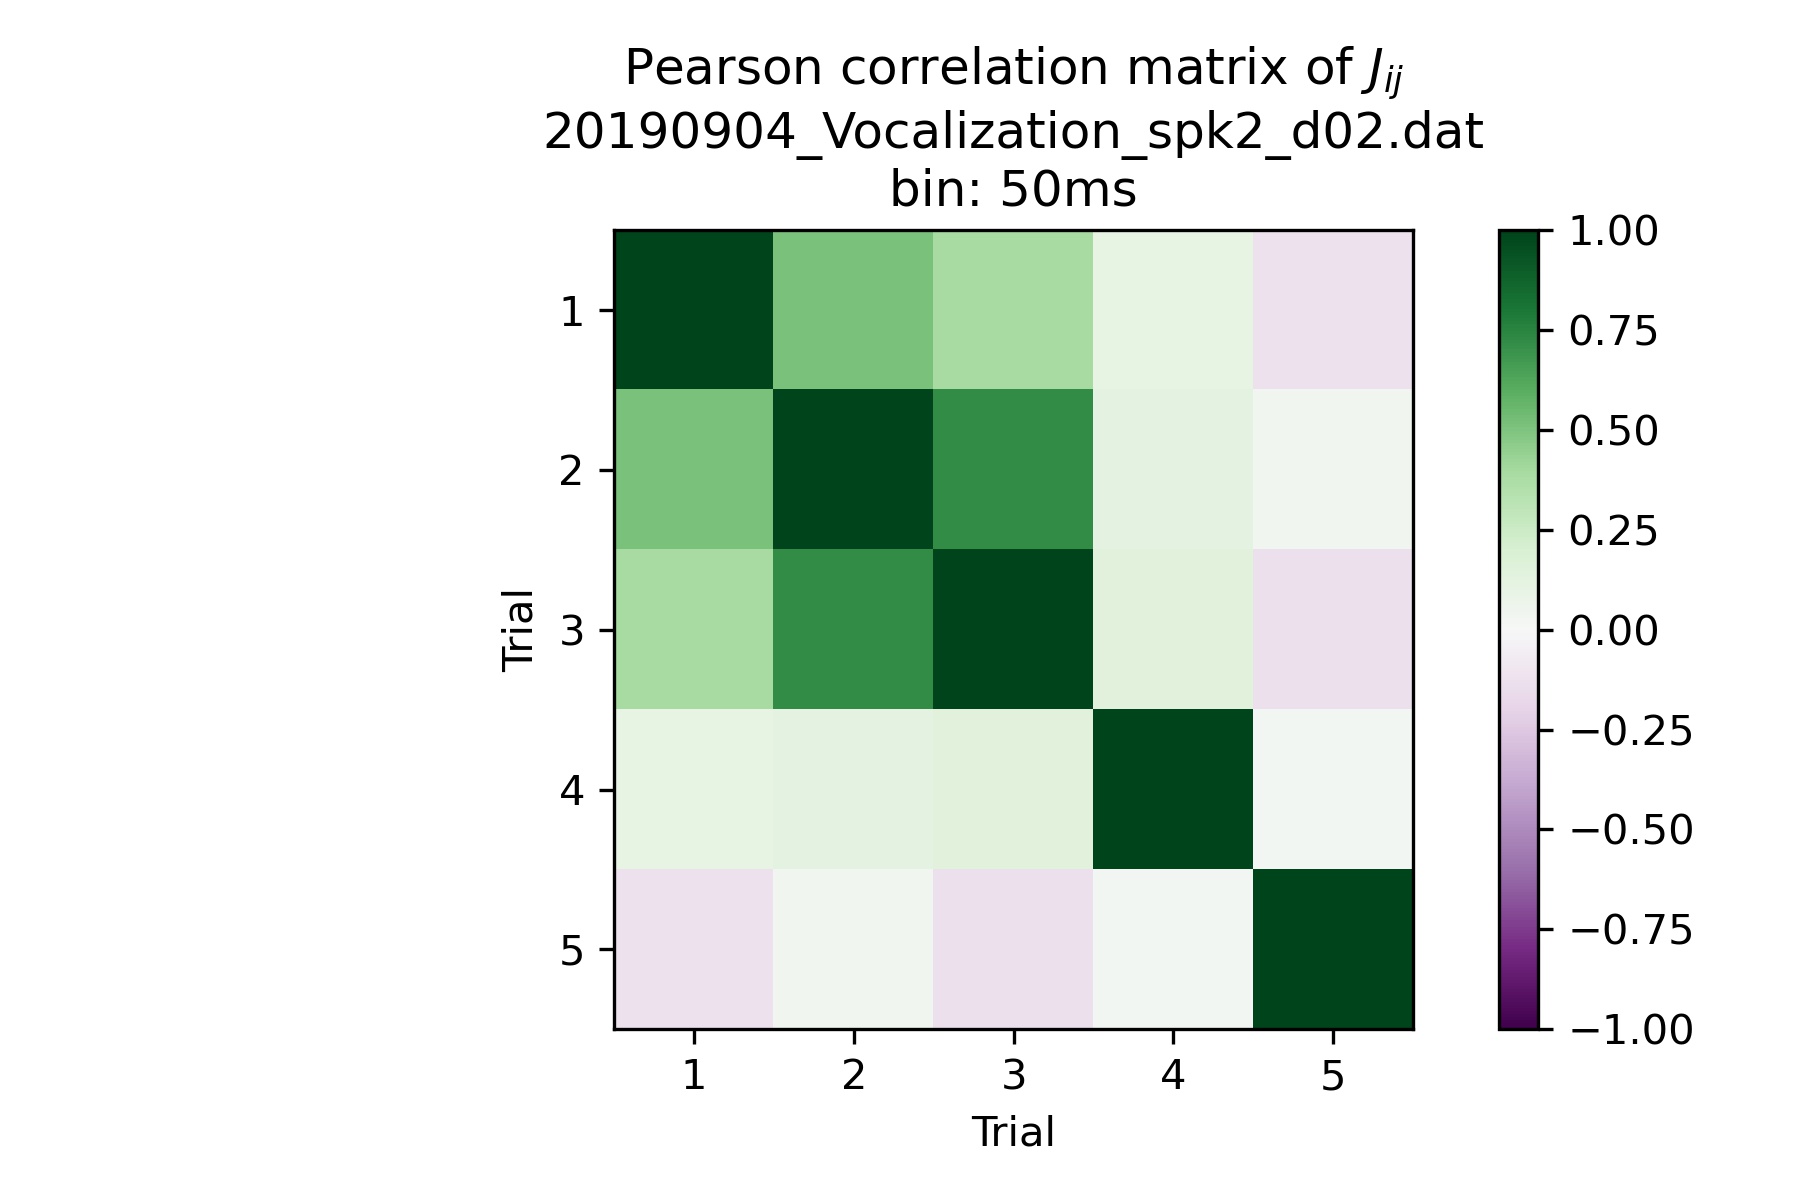 Pearson correlation matrix of J_{ij}
20190904_Vocalization_spk2_d02.dat
bin: 50ms
Trial
1
2
3
4
5
1 2 3 4 5
Trial
1.00
0.75
0.50
0.25
0.00
−0.25
−0.50
−0.75
−1.00